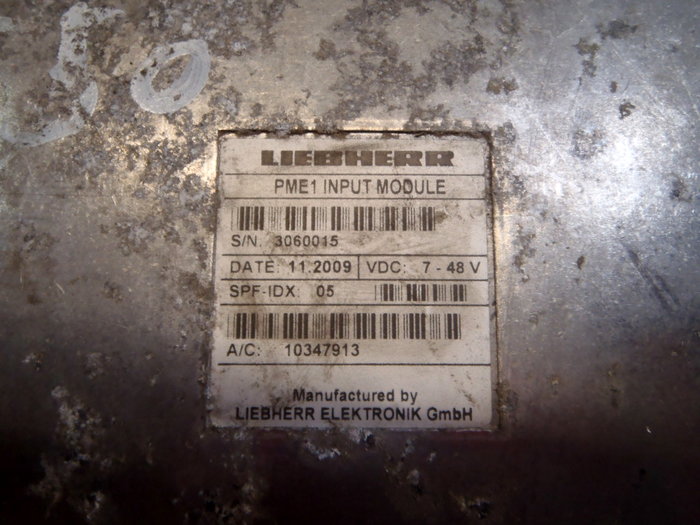 50
LIEBHERR
PME1 INPUT MODULE
S/N. 3060015
DATE: 11.2009 VDC: 7 - 48 V
SPF-IDX: 05
A/C: 10347913
Manufactured by
LIEBHERR ELEKTRONIK GmbH